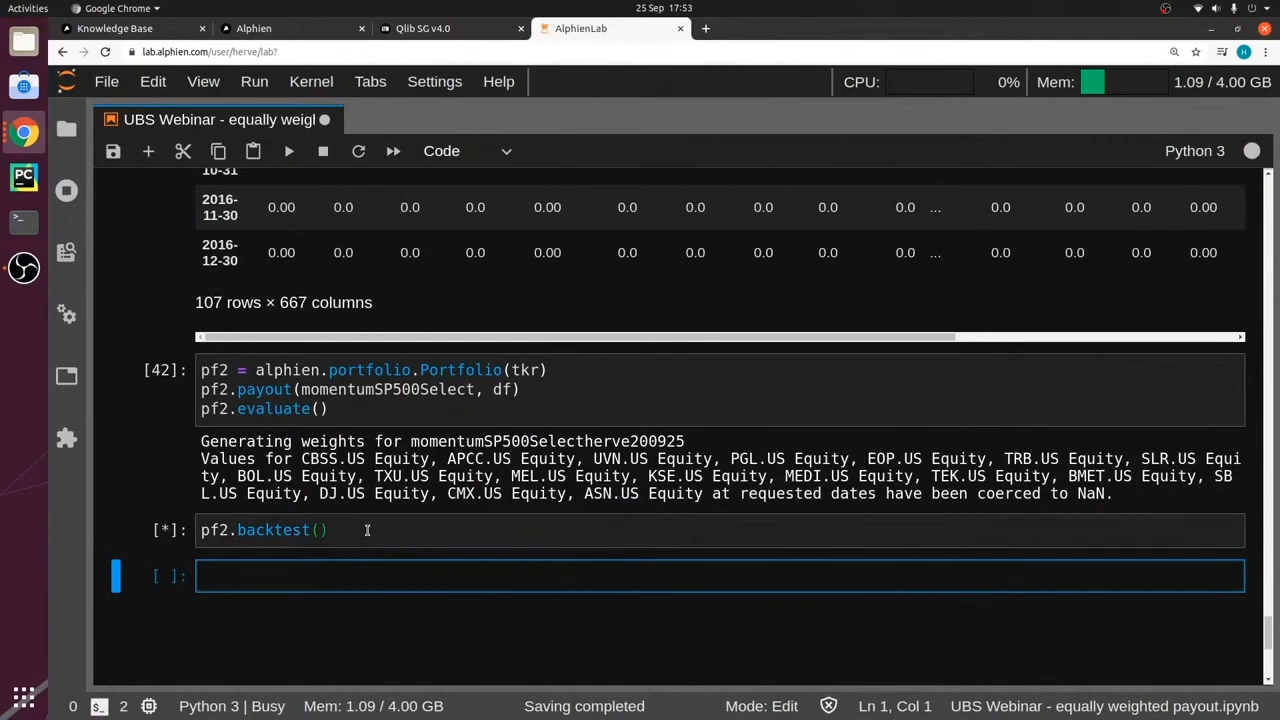 Activities
Google Chrome
25 Sep 17:53
Knowledge Base
Alphien
Qlib SG v4.0
AlphienLab
lab.alphien.com/user/herve/lab?
H
File Edit View Run Kernel Tabs Settings Help
CPU: 0% Mem: 1.09 / 4.00 GB
UBS Webinar - equally weigl
Code
Python 3
10-31
2016-
11-30
0.00 0.0 0.0 0.0 0.00 0.0 0.0 0.0 0.0 0.0 ... 0.0 0.0 0.0 0.00
2016-
12-30
0.00 0.0 0.0 0.0 0.00 0.0 0.0 0.0 0.0 0.0 ... 0.0 0.0 0.0 0.00
107 rows × 667 columns
[42]: pf2 = alphien.portfolio.Portfolio(tkr)
pf2.payout(momentumSP500Select, df)
pf2.evaluate()
Generating weights for momentumSP500Selectherve200925
Values for CBSS.US Equity, APCC.US Equity, UVN.US Equity, PGL.US Equity, EOP.US Equity, TRB.US Equity, SLR.US Equi
ty, BOL.US Equity, TXU.US Equity, MEL.US Equity, KSE.US Equity, MEDI.US Equity, TEK.US Equity, BMET.US Equity, SB
L.US Equity, DJ.US Equity, CMX.US Equity, ASN.US Equity at requested dates have been coerced to NaN.
[*]: pf2.backtest()
[ ]:
0 $_ 2 Python 3 | Busy Mem: 1.09 / 4.00 GB Saving completed Mode: Edit Ln 1, Col 1 UBS Webinar - equally weighted payout.ipynb